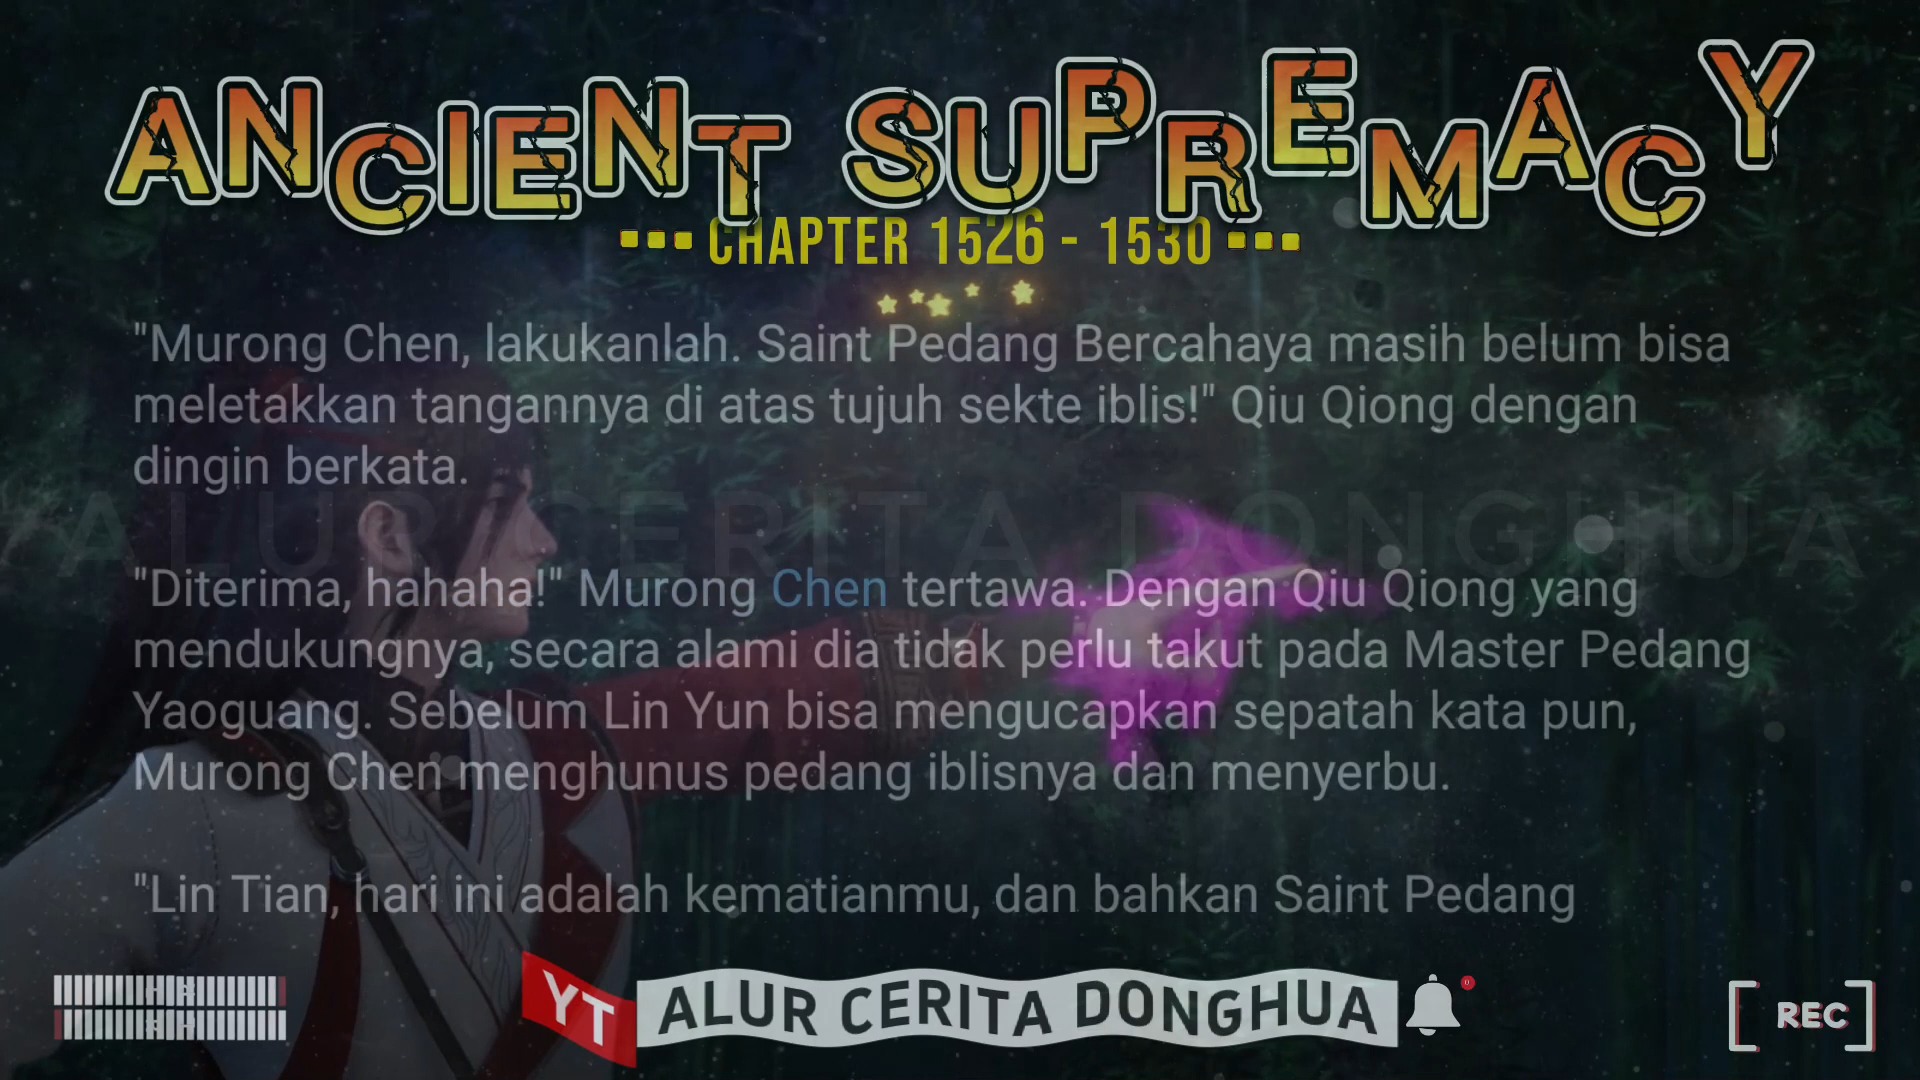 ANCIENT SUPREMACY
CHAPTER 1526 - 1530
"Murong Chen, lakukanlah. Saint Pedang Bercahaya masih belum bisa
meletakkan tangannya di atas tujuh sekte iblis!" Qiu Qiong dengan
dingin berkata.
ALUR CERITA DONGHUA
"Diterima, hahaha!" Murong Chen tertawa. Dengan Qiu Qiong yang
mendukungnya, secara alami dia tidak perlu takut pada Master Pedang
Yaoguang. Sebelum Lin Yun bisa mengucapkan sepatah kata pun,
Murong Chen menghunus pedang iblisnya dan menyerbu.
"Lin Tian, hari ini adalah kematianmu, dan bahkan Saint Pedang
YT ALUR CERITA DONGHUA
REC